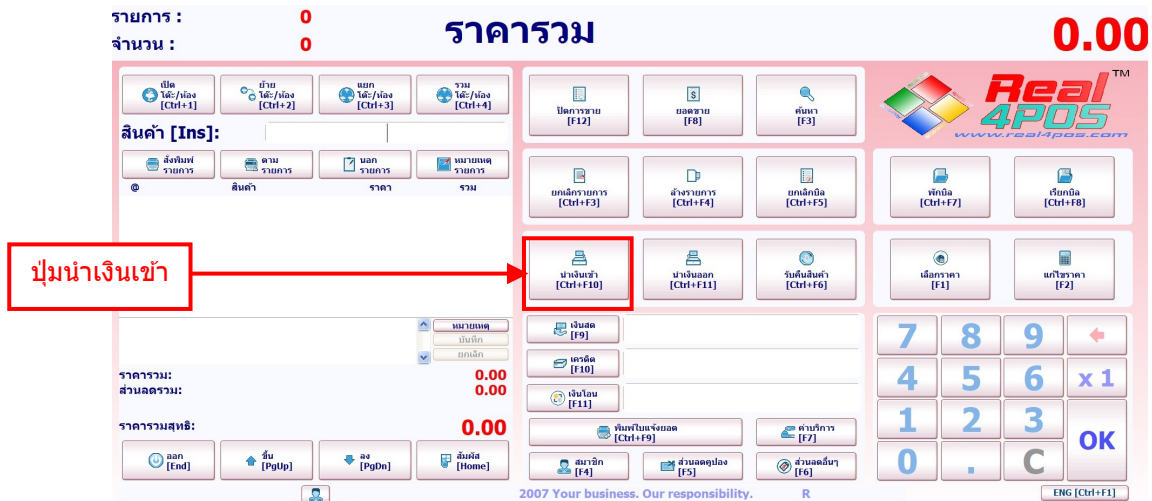 รายการ : 0
จำนวน : 0
ราคารวม
0.00
เปิด
โต๊ะ/ห้อง
[Ctrl+1]
ย้าย
โต๊ะ/ห้อง
[Ctrl+2]
แยก
โต๊ะ/ห้อง
[Ctrl+3]
รวม
โต๊ะ/ห้อง
[Ctrl+4]
สินค้า [Ins]:
สั่งพิมพ์
รายการ
ตาม
รายการ
นอก
รายการ
หมายเหตุ
รายการ
@ สินค้า ราคา รวม
ปิดการขาย
[F12]
ยอดขาย
[F8]
ค้นหา
[F3]
Real
TM
4POS
www.real4pos.com
ยกเลิกรายการ
[Ctrl+F3]
ล้างรายการ
[Ctrl+F4]
ยกเลิกบิล
[Ctrl+F5]
พักบิล
[Ctrl+F7]
เรียกบิล
[Ctrl+F8]
ปุ่มนำเงินเข้า
นำเงินเข้า
[Ctrl+F10]
นำเงินออก
[Ctrl+F11]
รับคืนสินค้า
[Ctrl+F6]
เลือกราคา
[F1]
แก้ไขราคา
[F2]
หมายเหตุ
บันทึก
ยกเลิก
ราคารวม: 0.00
ส่วนลดรวม: 0.00
ราคารวมสุทธิ: 0.00
ออก
[End]
ขึ้น
[PgUp]
ลง
[PgDn]
สัมผัส
[Home]
เงินสด
[F9]
เครดิต
[F10]
เงินโอน
[F11]
พิมพ์ใบแจ้งยอด
[Ctrl+F9]
ค่าบริการ
[F7]
สมาชิก
[F4]
ส่วนลดคูปอง
[F5]
ส่วนลดอื่นๆ
[F6]
7 8 9
4 5 6 x 1
1 2 3 OK
0 . C
2007 Your business. Our responsibility. R
ENG [Ctrl+F1]